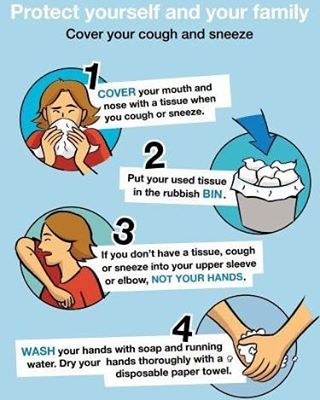 Protect yourself and your family
Cover your cough and sneeze
1
COVER your mouth and
nose with a tissue when
you cough or sneeze.
2
Put your used tissue
in the rubbish BIN.
3
If you don't have a tissue, cough
or sneeze into your upper sleeve
or elbow, NOT YOUR HANDS.
4
WASH your hands with soap and running
water. Dry your hands thoroughly with a
disposable paper towel.